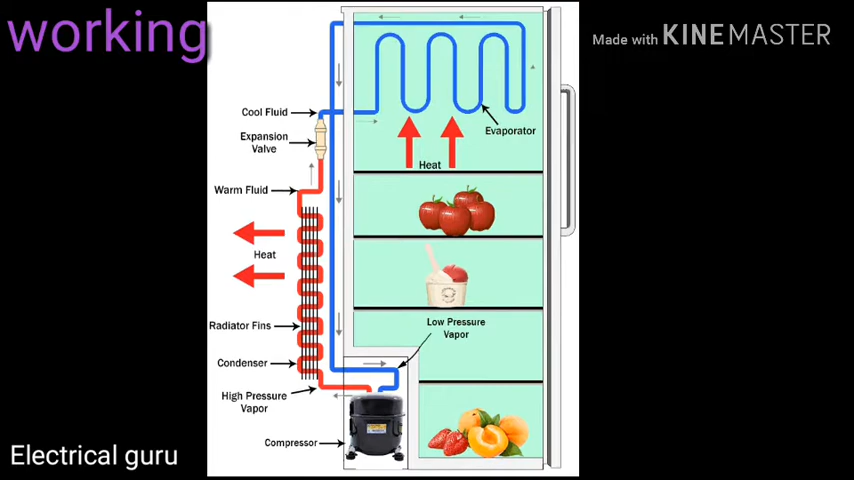 working
Made with KINEMASTER
Cool Fluid
Expansion
Valve
Evaporator
Heat
Warm Fluid
Heat
Radiator Fins
Low Pressure
Vapor
Condenser
High Pressure
Vapor
Compressor
Electrical guru